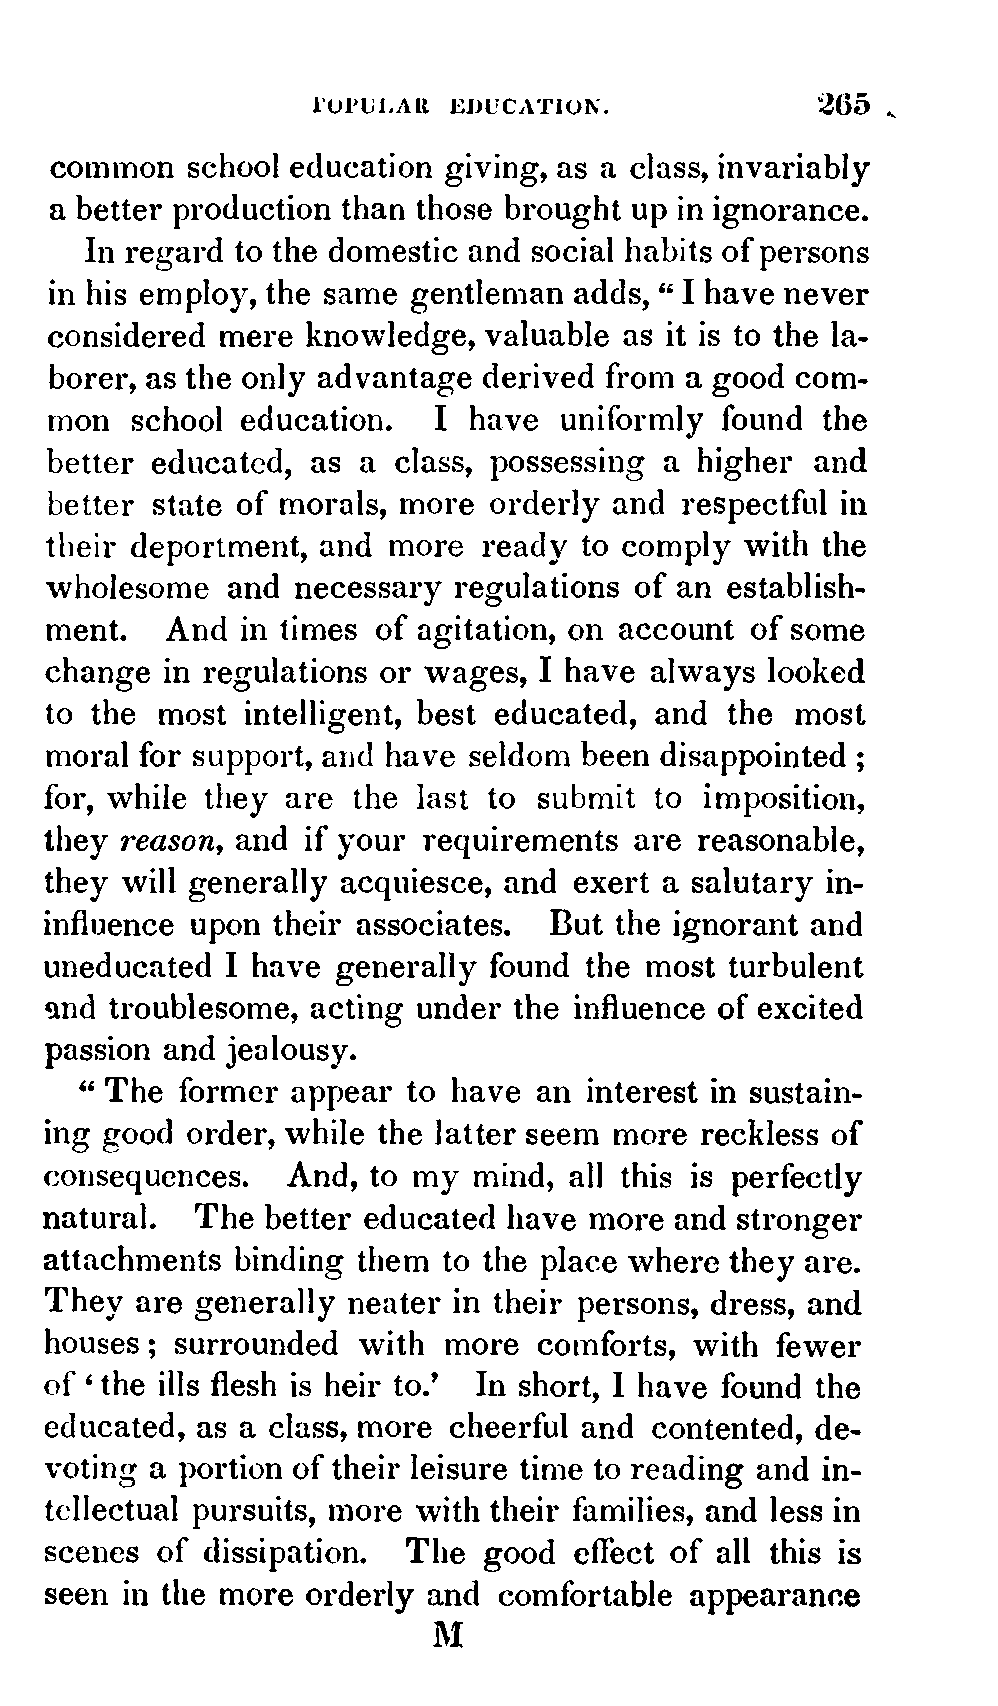 POPULAR EDUCATION. 265
common school education giving, as a class, invariably
a better production than those brought up in ignorance.
In regard to the domestic and social habits of persons
in his employ, the same gentleman adds, “ I have never
considered mere knowledge, valuable as it is to the la-
borer, as the only advantage derived from a good com-
mon school education. I have uniformly found the
better educated, as a class, possessing a higher and
better state of morals, more orderly and respectful in
their deportment, and more ready to comply with the
wholesome and necessary regulations of an establish-
ment. And in times of agitation, on account of some
change in regulations or wages, I have always looked
to the most intelligent, best educated, and the most
moral for support, and have seldom been disappointed ;
for, while they are the last to submit to imposition,
they reason, and if your requirements are reasonable,
they will generally acquiesce, and exert a salutary in-
influence upon their associates. But the ignorant and
uneducated I have generally found the most turbulent
and troublesome, acting under the influence of excited
passion and jealousy.
“ The former appear to have an interest in sustain-
ing good order, while the latter seem more reckless of
consequences. And, to my mind, all this is perfectly
natural. The better educated have more and stronger
attachments binding them to the place where they are.
They are generally neater in their persons, dress, and
houses ; surrounded with more comforts, with fewer
of ‘ the ills flesh is heir to.’ In short, I have found the
educated, as a class, more cheerful and contented, de-
voting a portion of their leisure time to reading and in-
tellectual pursuits, more with their families, and less in
scenes of dissipation. The good effect of all this is
seen in the more orderly and comfortable appearance
M